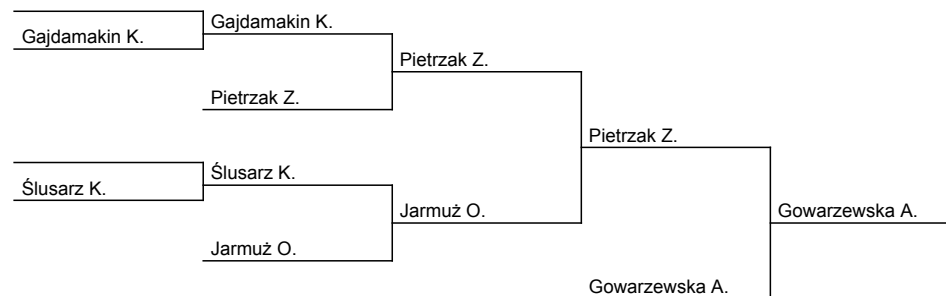 Gajdamakin K.
Gajdamakin K.
Pietrzak Z.
Pietrzak Z.
Pietrzak Z.
Ślusarz K.
Ślusarz K.
Jarmuż O.
Gowarzewska A.
Jarmuż O.
Gowarzewska A.